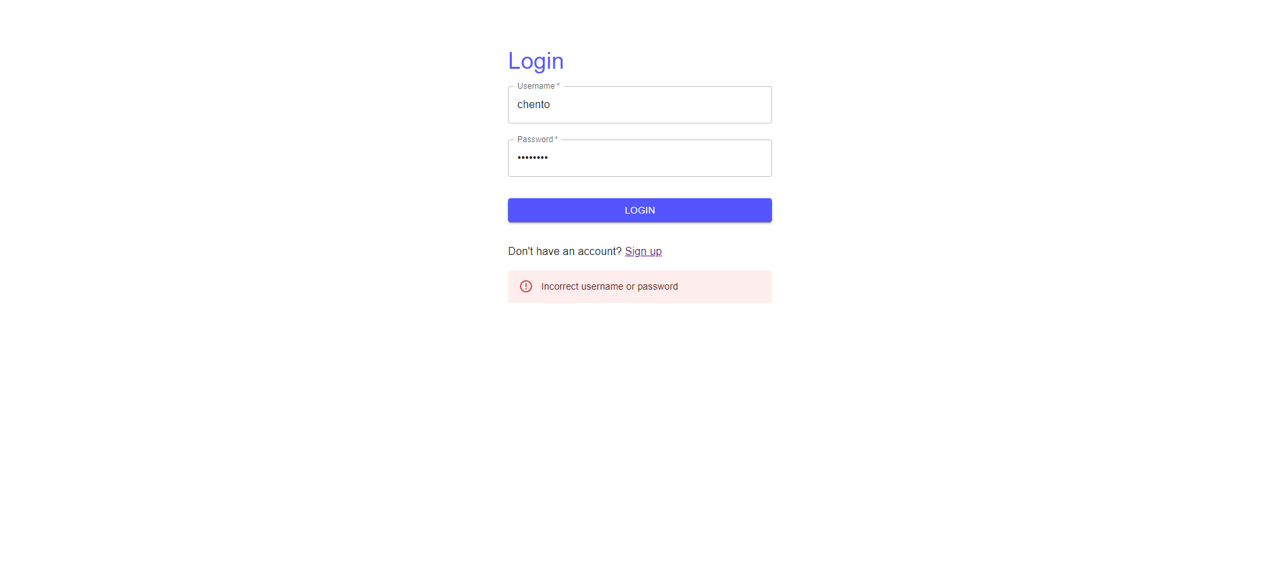 Login
Username *
chento
Password *
••••••••
LOGIN
Don't have an account? Sign up
Incorrect username or password